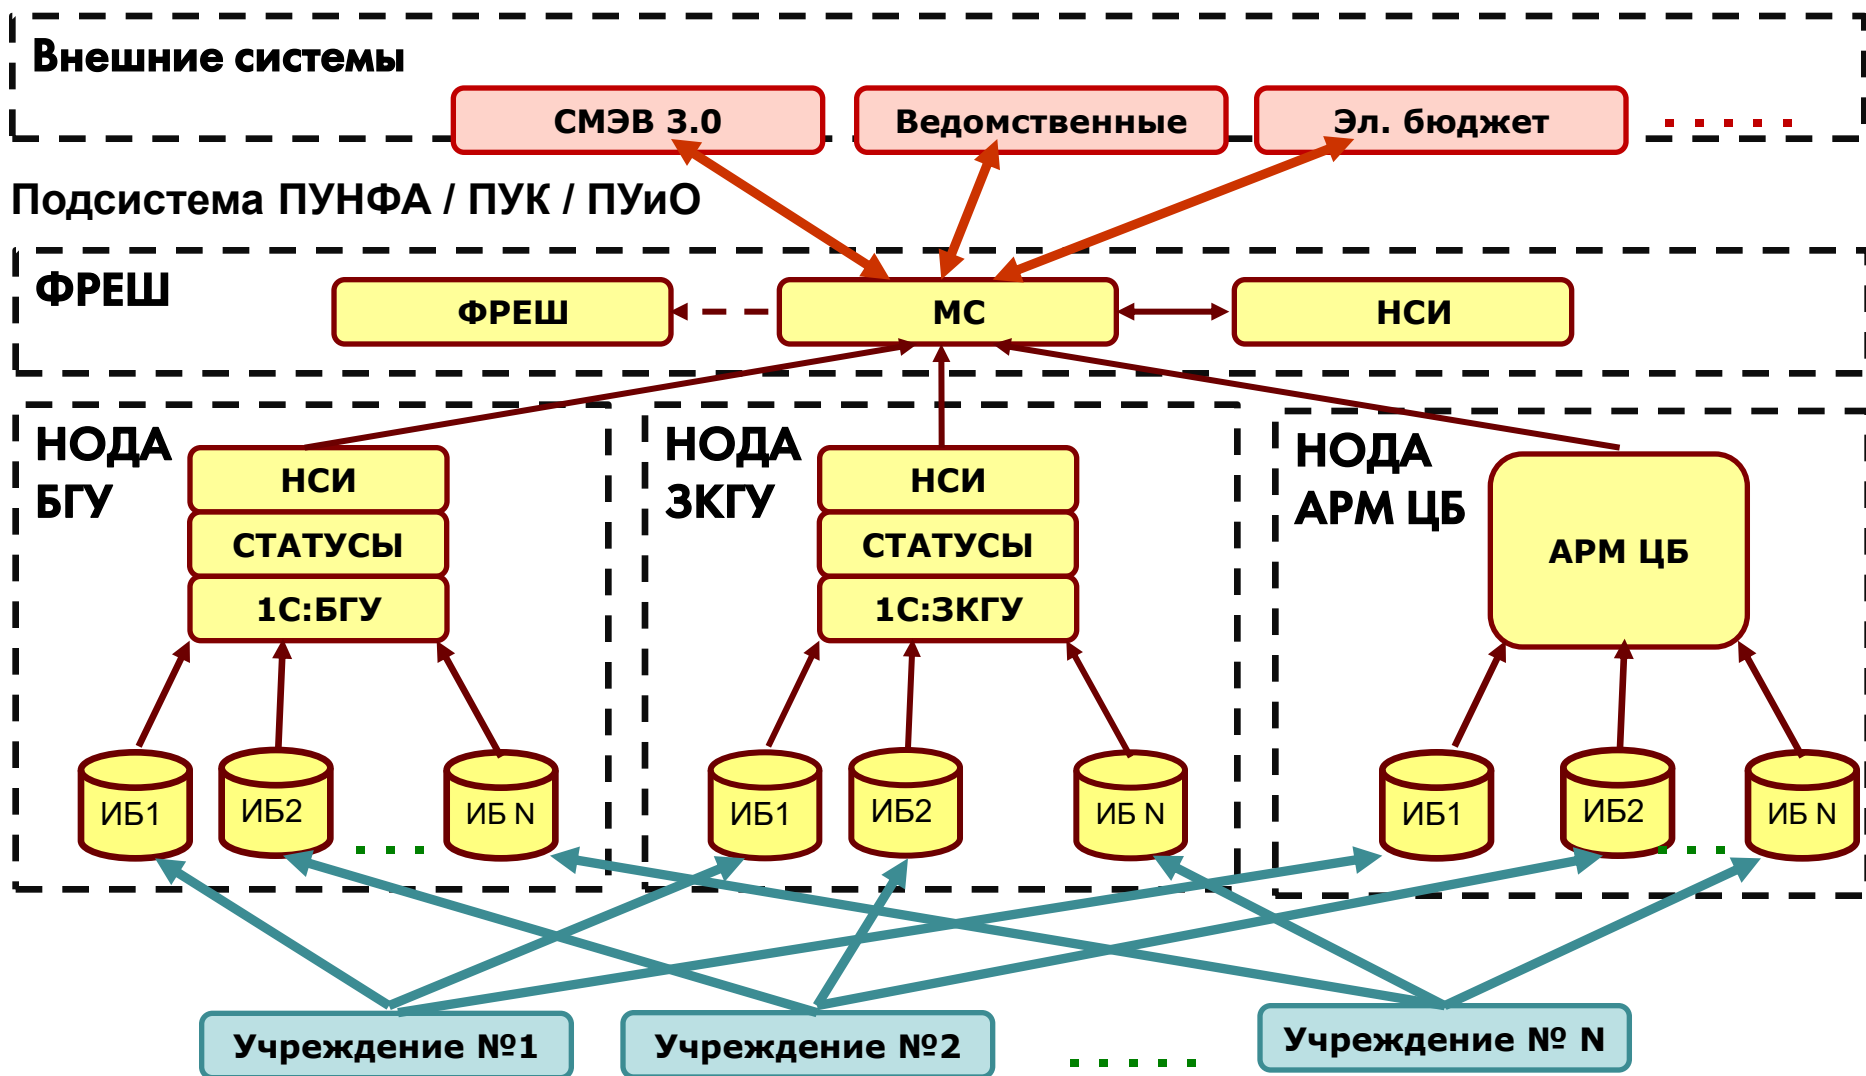 Внешние системы
СМЭВ 3.0
Ведомственные
Эл. бюджет
Подсистема ПУНФА / ПУК / ПУиО
ФРЕШ
ФРЕШ
МС
НСИ
НОДА
БГУ
НСИ
СТАТУСЫ
1С:БГУ
ИБ1
ИБ2
ИБ N
НОДА
ЗКГУ
НСИ
СТАТУСЫ
1С:ЗКГУ
ИБ1
ИБ2
ИБ N
НОДА
АРМ ЦБ
АРМ ЦБ
ИБ1
ИБ2
ИБ N
Учреждение №1
Учреждение №2
Учреждение № N